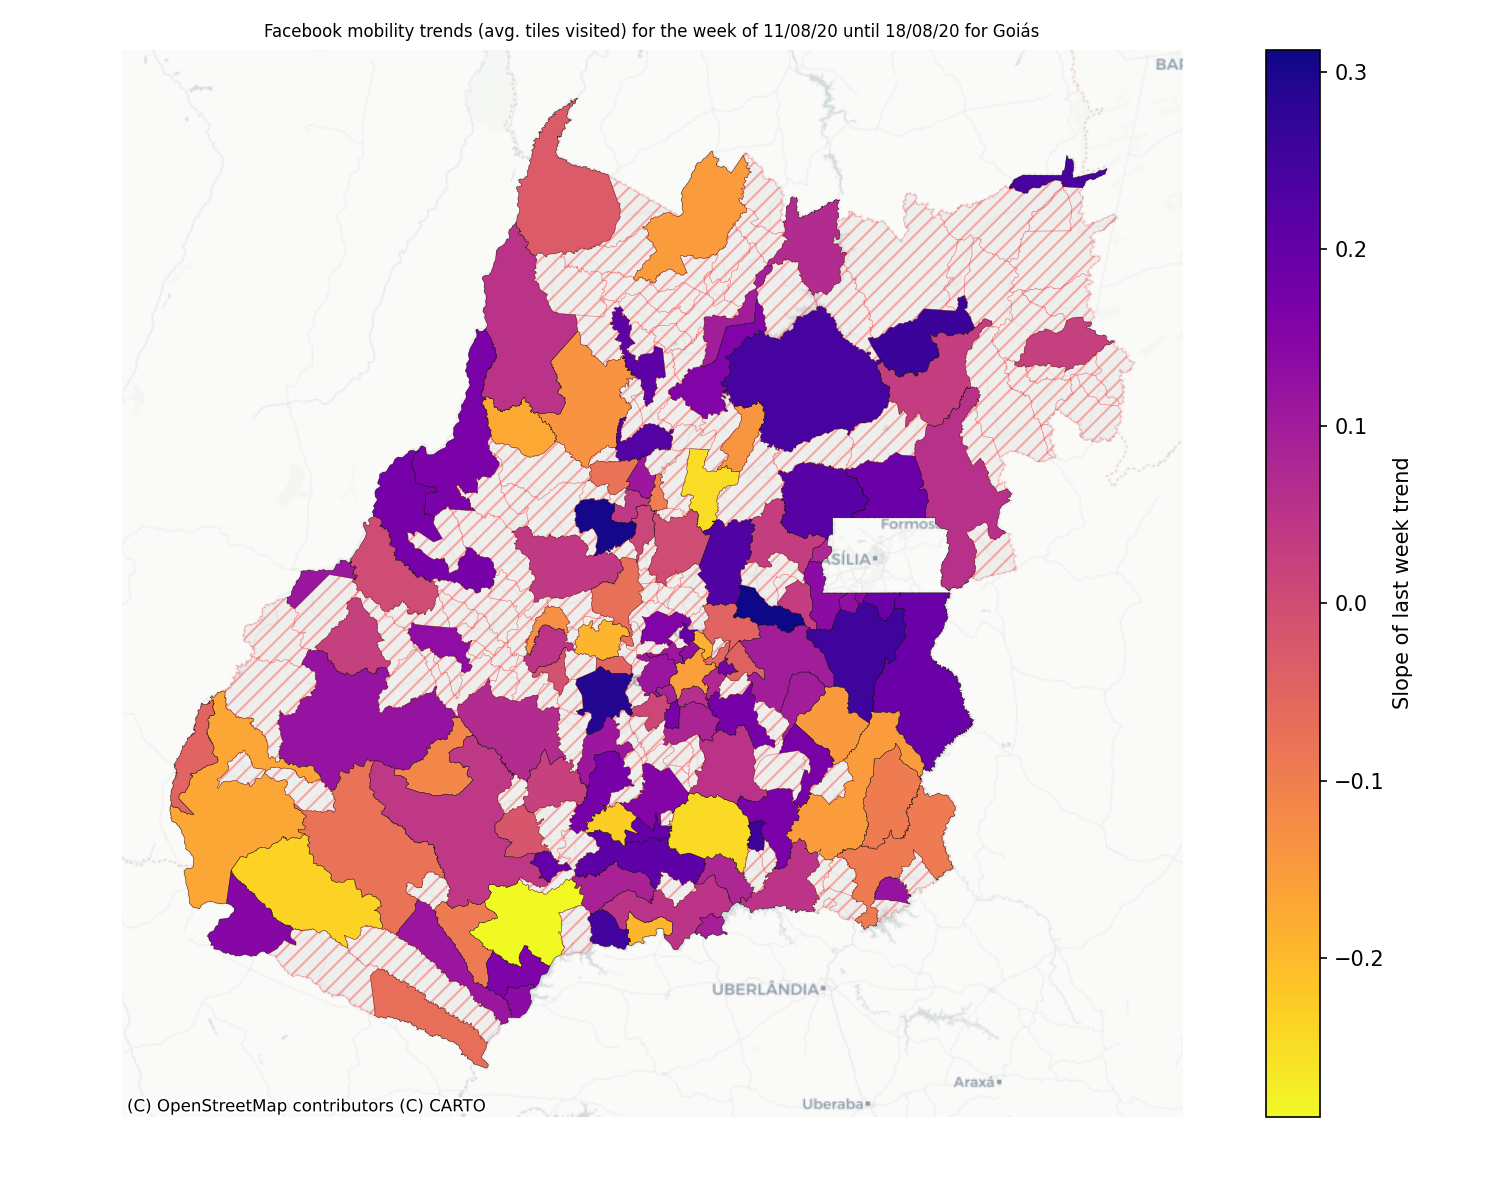 Facebook mobility trends (avg. tiles visited) for the week of 11/08/20 until 18/08/20 for Goiás
BAR
0.3
0.2
0.1
0.0
−0.1
−0.2
Slope of last week trend
Formos
ASÍLIA
UBERLÂNDIA
Araxá
Uberaba
(C) OpenStreetMap contributors (C) CARTO